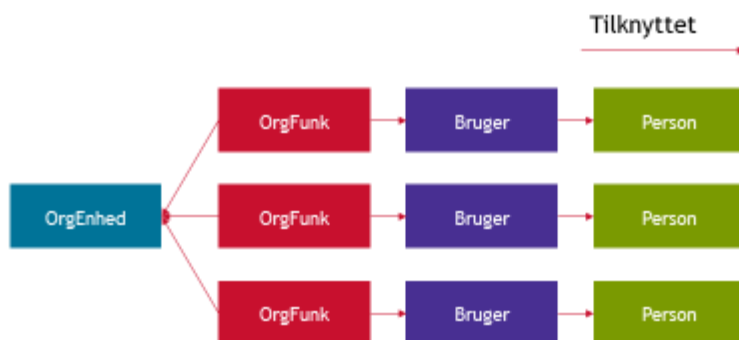 Tilknyttet
OrgFunk
Bruger
Person
OrgEnhed
OrgFunk
Bruger
Person
OrgFunk
Bruger
Person